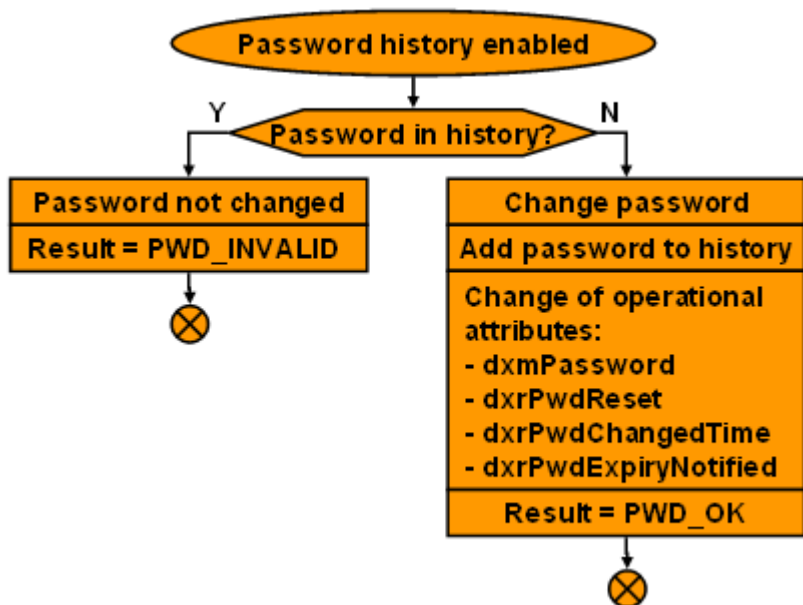 Password history enabled
Y
N
Password in history?
Password not changed
Result = PWD_INVALID
Change password
Add password to history
Change of operational
attributes:
- dxmPassword
- dxrPwdReset
- dxrPwdChangedTime
- dxrPwdExpiryNotified
Result = PWD_OK